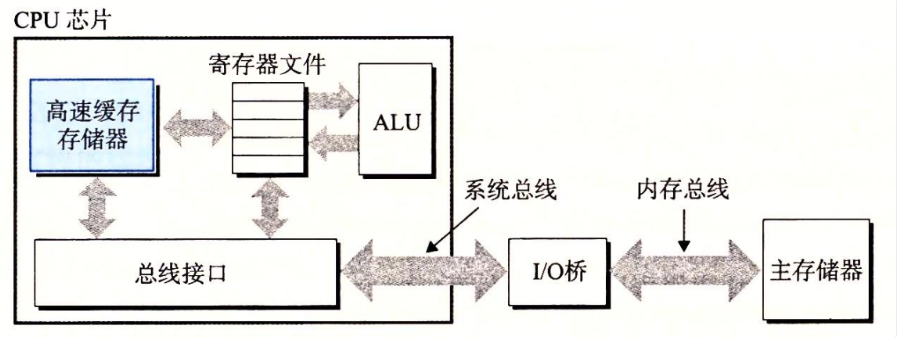 CPU 芯片
寄存器文件
高速缓存
存储器
ALU
系统总线
内存总线
总线接口
I/O桥
主存储器